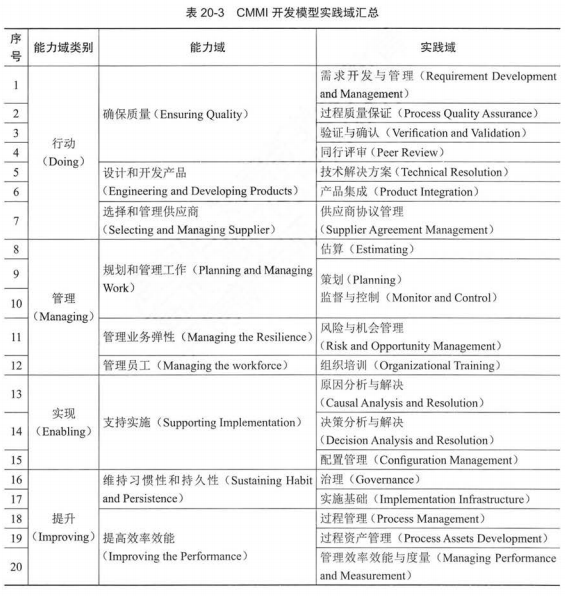 表 20-3 CMMI 开发模型实践域汇总
序号 能力域类别 能力域 实践域
行动
（Doing）
确保质量（Ensuring Quality）
1 需求开发与管理（Requirement Development
and Management）
2 过程质量保证（Process Quality Assurance）
3 验证与确认（Verification and Validation）
4 同行评审（Peer Review）
设计和开发产品
（Engineering and Developing Products）
5 技术解决方案（Technical Resolution）
6 产品集成（Product Integration）
选择和管理供应商
（Selecting and Managing Supplier）
7 供应商协议管理
（Supplier Agreement Management）
管理
（Managing）
规划和管理工作（Planning and Managing
Work）
8 估算（Estimating）
9 策划（Planning）
10 监督与控制（Monitor and Control）
管理业务弹性（Managing the Resilience）
11 风险与机会管理
（Risk and Opportunity Management）
管理员工（Managing the workforce）
12 组织培训（Organizational Training）
实现
（Enabling）
支持实施（Supporting Implementation）
13 原因分析与解决
（Causal Analysis and Resolution）
14 决策分析与解决
（Decision Analysis and Resolution）
15 配置管理（Configuration Management）
提升
（Improving）
维持习惯性和持久性（Sustaining Habit
and Persistence）
16 治理（Governance）
17 实施基础（Implementation Infrastructure）
提高效率效能
（Improving the Performance）
18 过程管理（Process Management）
19 过程资产管理（Process Assets Development）
20 管理效率效能与度量（Managing Performance
and Measurement）